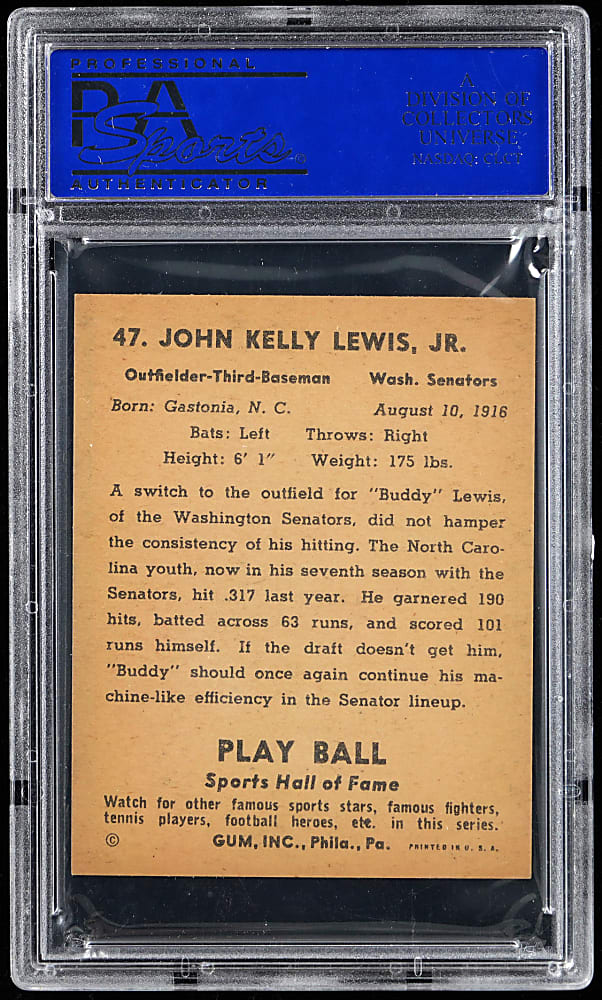 PROFESSIONAL
PSA
Sports®
AUTHENTICATOR
A
DIVISION OF
COLLECTORS
UNIVERSE
NASDAQ: CLCT
47. JOHN KELLY LEWIS, JR.
Outfielder-Third-Baseman Wash. Senators
Born: Gastonia, N. C. August 10, 1916
Bats: Left Throws: Right
Height: 6' 1" Weight: 175 lbs.
A switch to the outfield for "Buddy" Lewis,
of the Washington Senators, did not hamper
the consistency of his hitting. The North Caro-
lina youth, now in his seventh season with the
Senators, hit .317 last year. He garnered 190
hits, batted across 63 runs, and scored 101
runs himself. If the draft doesn't get him,
"Buddy" should once again continue his ma-
chine-like efficiency in the Senator lineup.
PLAY BALL
Sports Hall of Fame
Watch for other famous sports stars, famous fighters,
tennis players, football heroes, etc. in this series.
© GUM, INC., Phila., Pa. PRINTED IN U. S. A.